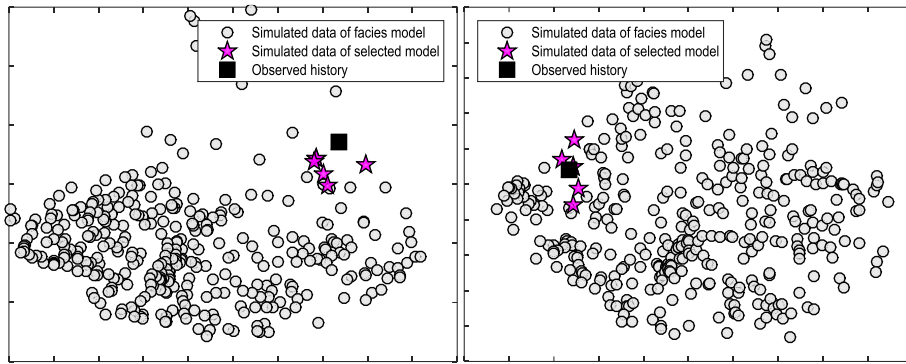 Simulated data of facies model
Simulated data of selected model
Observed history
Simulated data of facies model
Simulated data of selected model
Observed history